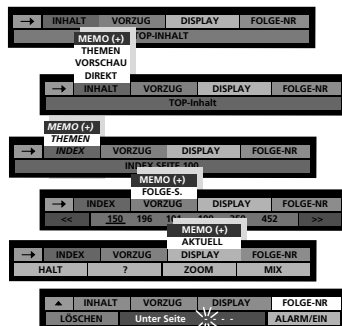 → INHALT VORZUG DISPLAY FOLGE-NR
TOP-INHALT
MEMO (+)
THEMEN
VORSCHAU
DIREKT
→ INHALT VORZUG DISPLAY FOLGE-NR
TOP-Inhalt
MEMO (+)
THEMEN
→ INDEX VORZUG DISPLAY FOLGE-NR
INDEX SEITE 100
MEMO (+)
FOLGE-S.
→ INDEX VORZUG DISPLAY FOLGE-NR
<< 150 196 452 >>
MEMO (+)
AKTUELL
→ INDEX VORZUG DISPLAY FOLGE-NR
HALT ? ZOOM MIX
▲ INHALT VORZUG DISPLAY FOLGE-NR
LÖSCHEN Unter Seite - - - - ALARM/EIN